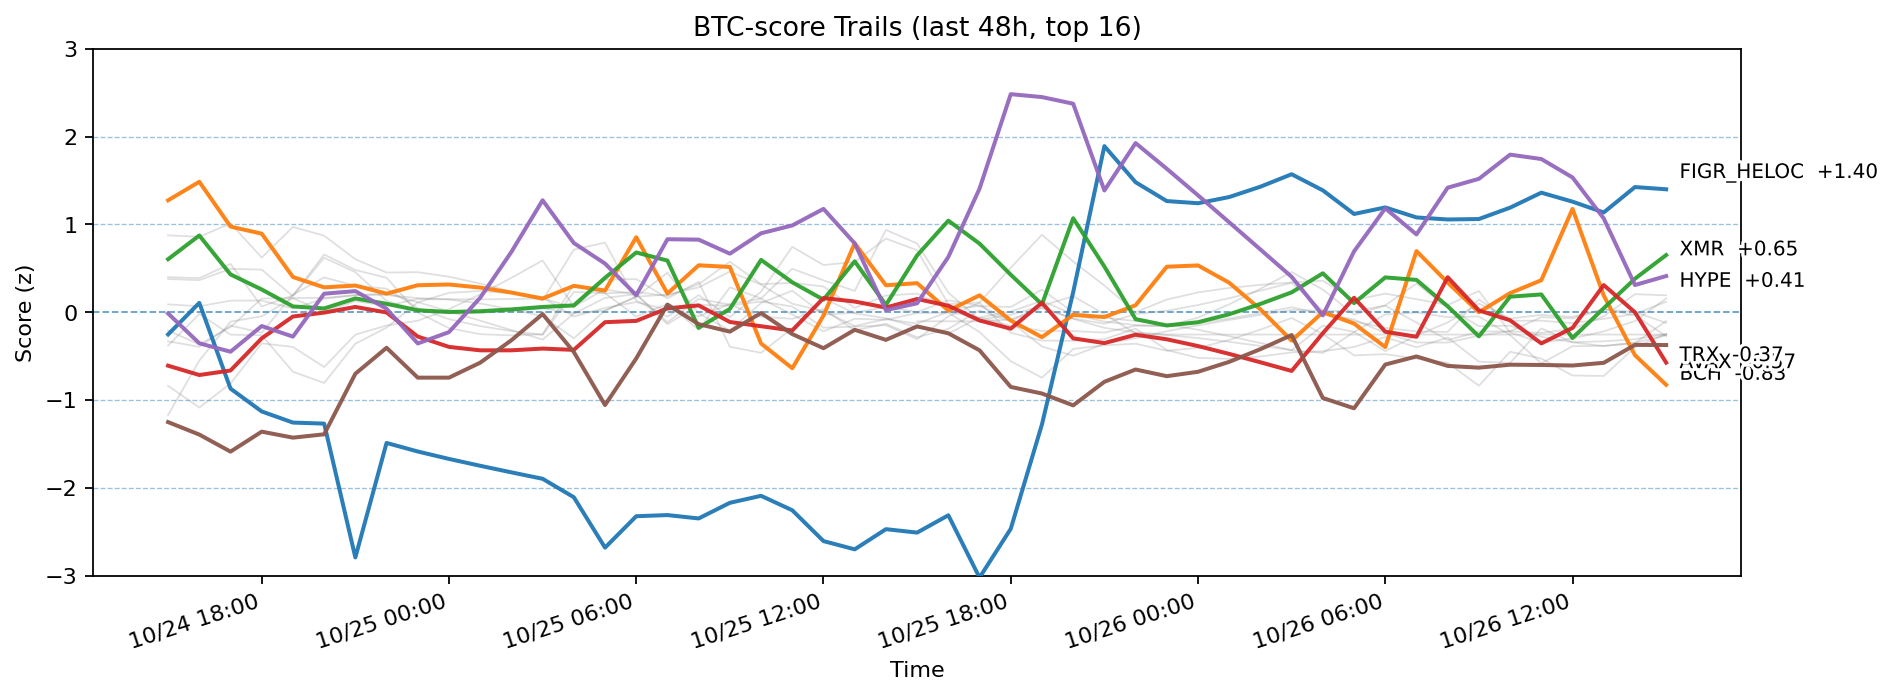 BTC-score Trails (last 48h, top 16)
Score (z)
3
2
1
0
−1
−2
−3
FIGR_HELOC +1.40
XMR +0.65
HYPE +0.41
TRX -0.37
BCH -0.83
10/24 18:00
10/25 00:00
10/25 06:00
10/25 12:00
10/25 18:00
10/26 00:00
10/26 06:00
10/26 12:00
Time